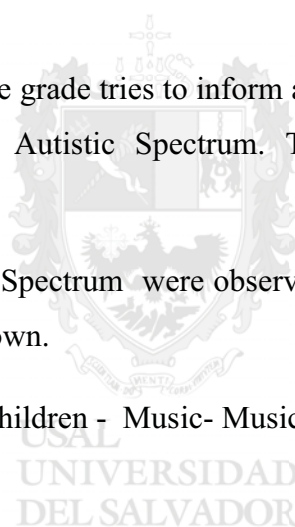 e grade tries to inform a
Autistic Spectrum. T
Spectrum were observ
own.
hildren - Music- Music
USAL
UNIVERSIDAD
DEL SALVADOR